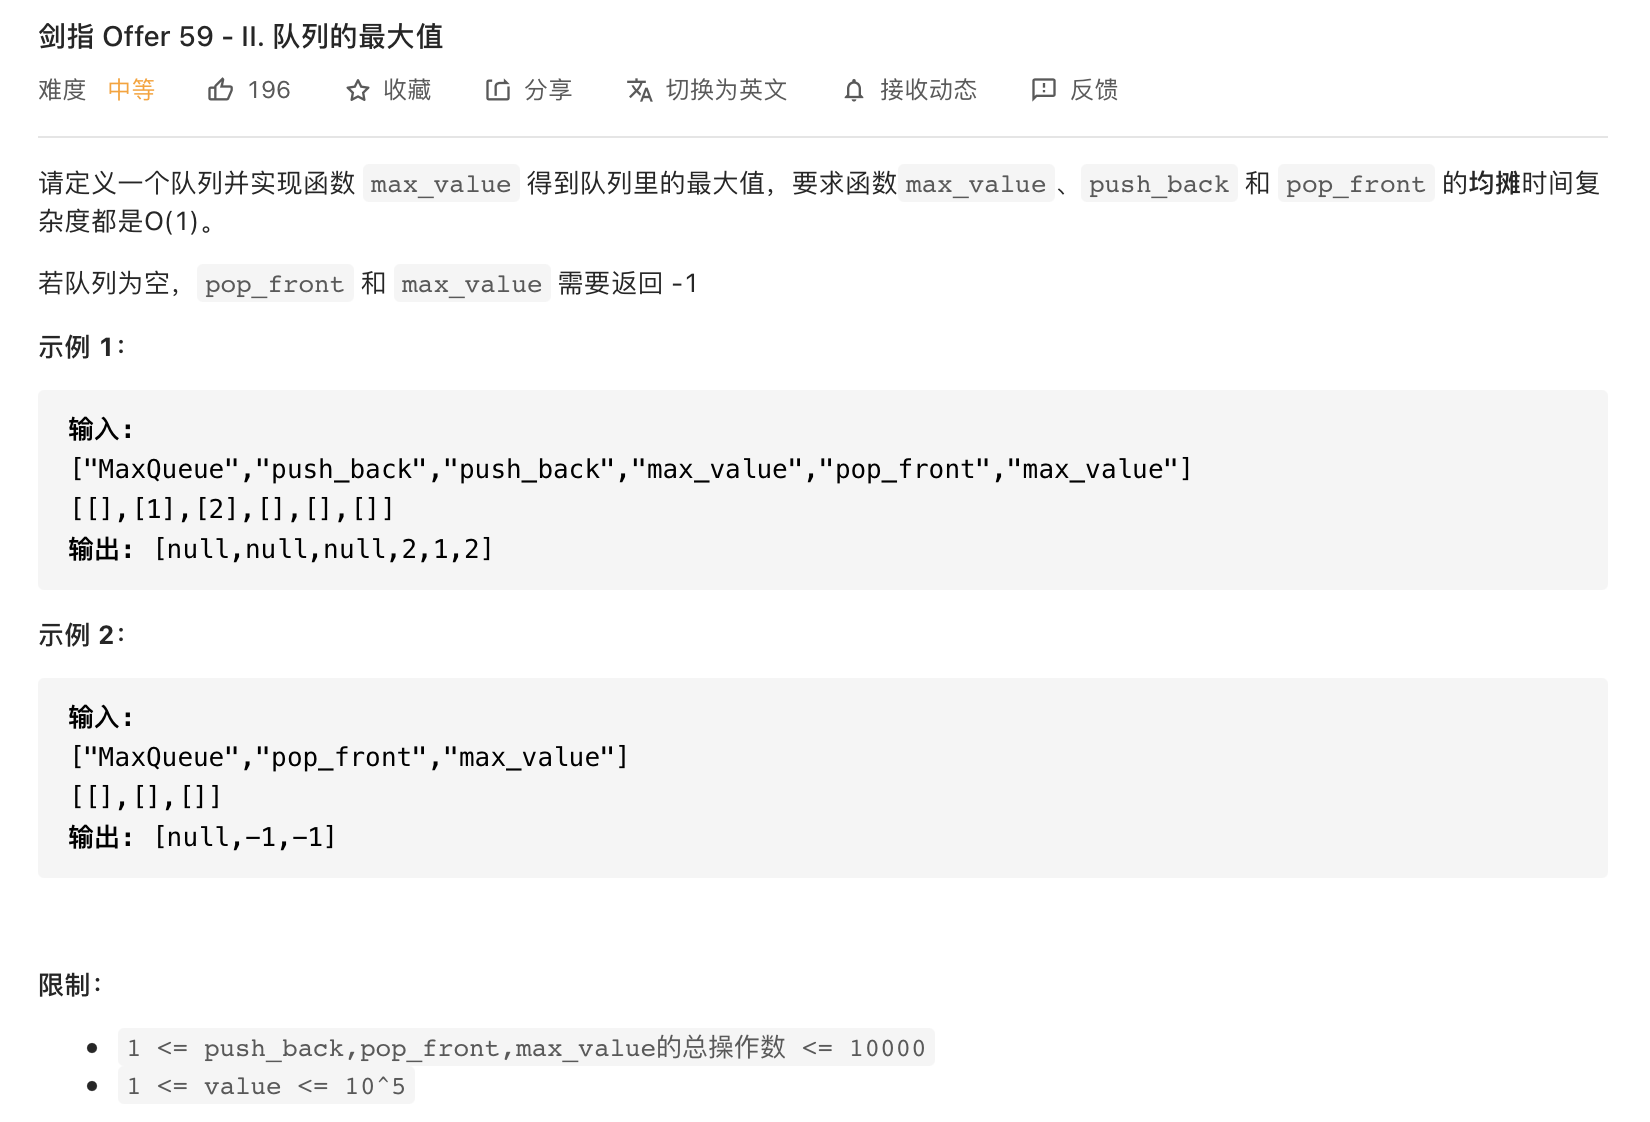 剑指 Offer 59 - II. 队列的最大值
难度 中等 196 收藏 分享 切换为英文 接收动态 反馈
请定义一个队列并实现函数 max_value 得到队列里的最大值，要求函数max_value、push_back 和 pop_front 的均摊时间复
杂度都是O(1)。
若队列为空，pop_front 和 max_value 需要返回 -1
示例 1：
输入:
["MaxQueue","push_back","push_back","max_value","pop_front","max_value"]
[[],[1],[2],[],[],[]]
输出: [null,null,null,2,1,2]
示例 2：
输入:
["MaxQueue","pop_front","max_value"]
[[],[],[]]
输出: [null,-1,-1]
限制：
1 <= push_back,pop_front,max_value的总操作数 <= 10000
1 <= value <= 10^5